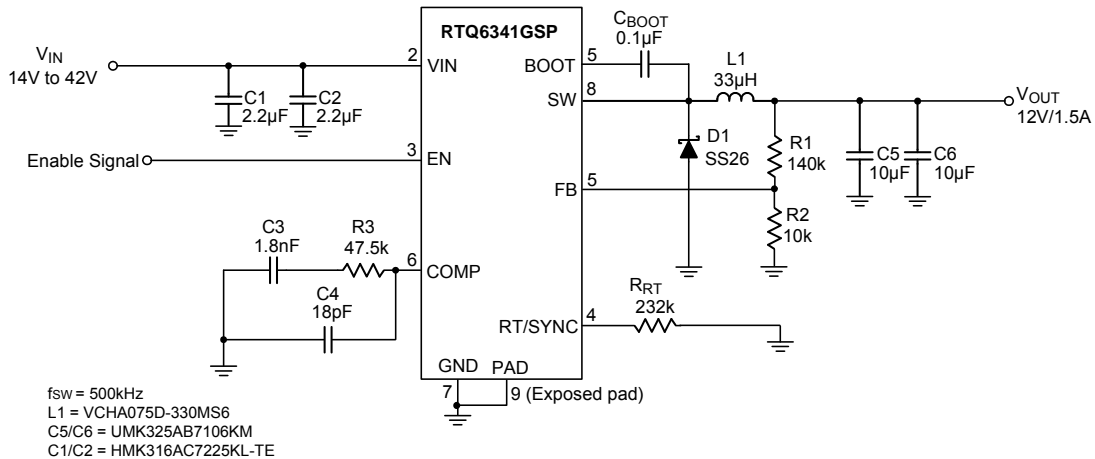 RTQ6341GSP
VIN
14V to 42V
2
VIN
C1
2.2µF
C2
2.2µF
BOOT
5
CBOOT
0.1µF
SW
8
L1
33µH
VOUT
12V/1.5A
Enable Signal
3
EN
D1
SS26
R1
140k
C5
10µF
C6
10µF
FB
5
R2
10k
C3
1.8nF
R3
47.5k
6
COMP
C4
18pF
RT/SYNC
4
RRT
232k
GND
PAD
7
9 (Exposed pad)
fSW = 500kHz
L1 = VCHA075D-330MS6
C5/C6 = UMK325AB7106KM
C1/C2 = HMK316AC7225KL-TE